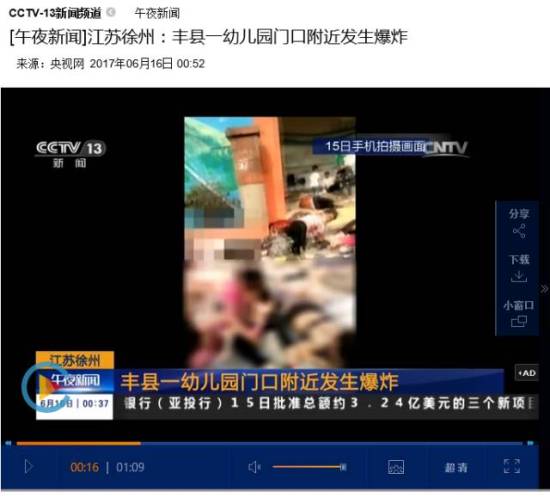 CCTV-13新闻频道 午夜新闻
[午夜新闻]江苏徐州：丰县一幼儿园门口附近发生爆炸
来源：央视网 2017年06月16日 00:52
CCTV 13
新闻
15日手机拍摄画面
CNTV
分享
下载
小窗口
AD
江苏徐州
午夜新闻
丰县一幼儿园门口附近发生爆炸
6月16日 00:37
银行（亚投行）15日批准总额约3.24亿美元的三个新项目
00:16 | 01:09
超清